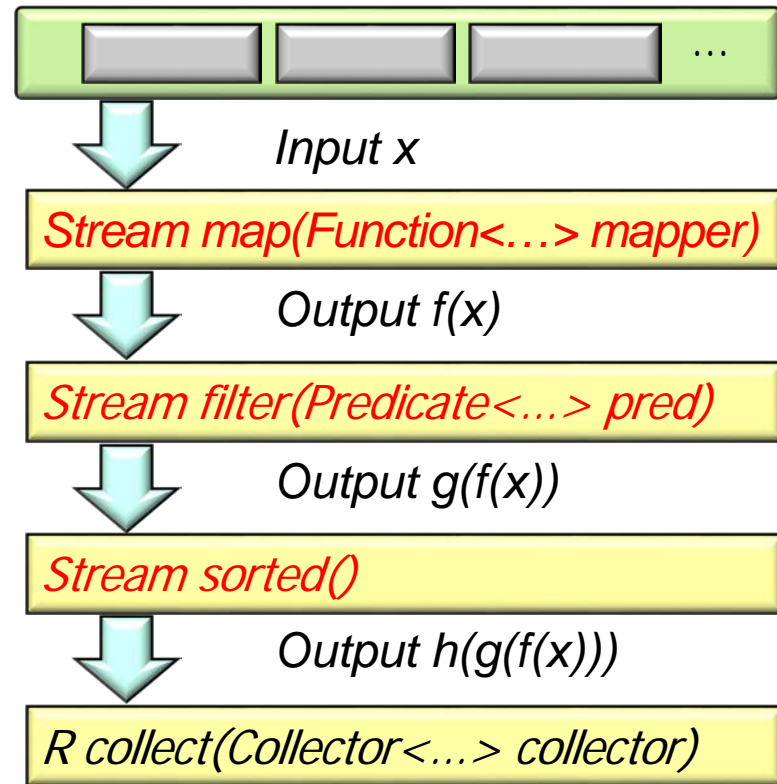 …
Input x
Stream map(Function<…> mapper)
Output f(x)
Stream filter(Predicate<…> pred)
Output g(f(x))
Stream sorted()
Output h(g(f(x)))
R collect(Collector<…> collector)